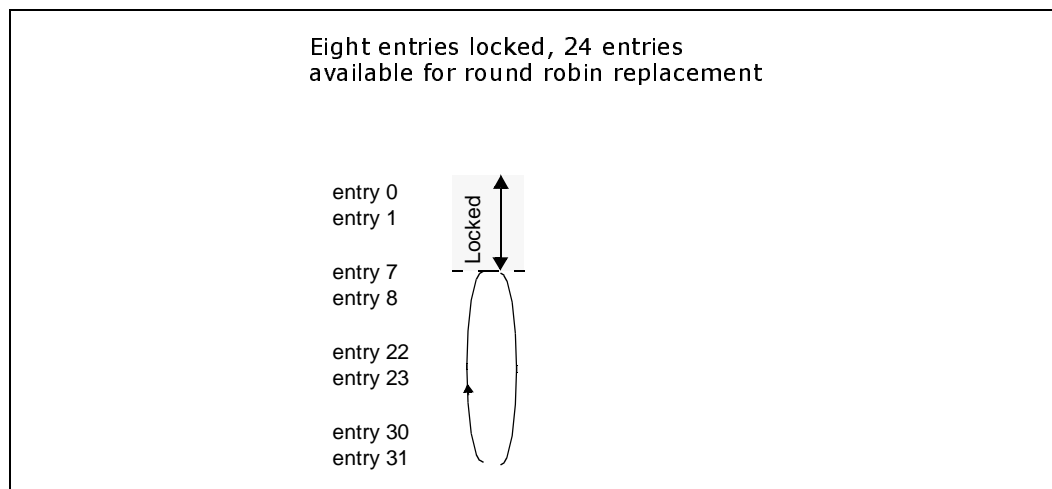 Eight entries locked, 24 entries
available for round robin replacement
entry 0
entry 1
Locked
entry 7
entry 8
entry 22
entry 23
entry 30
entry 31